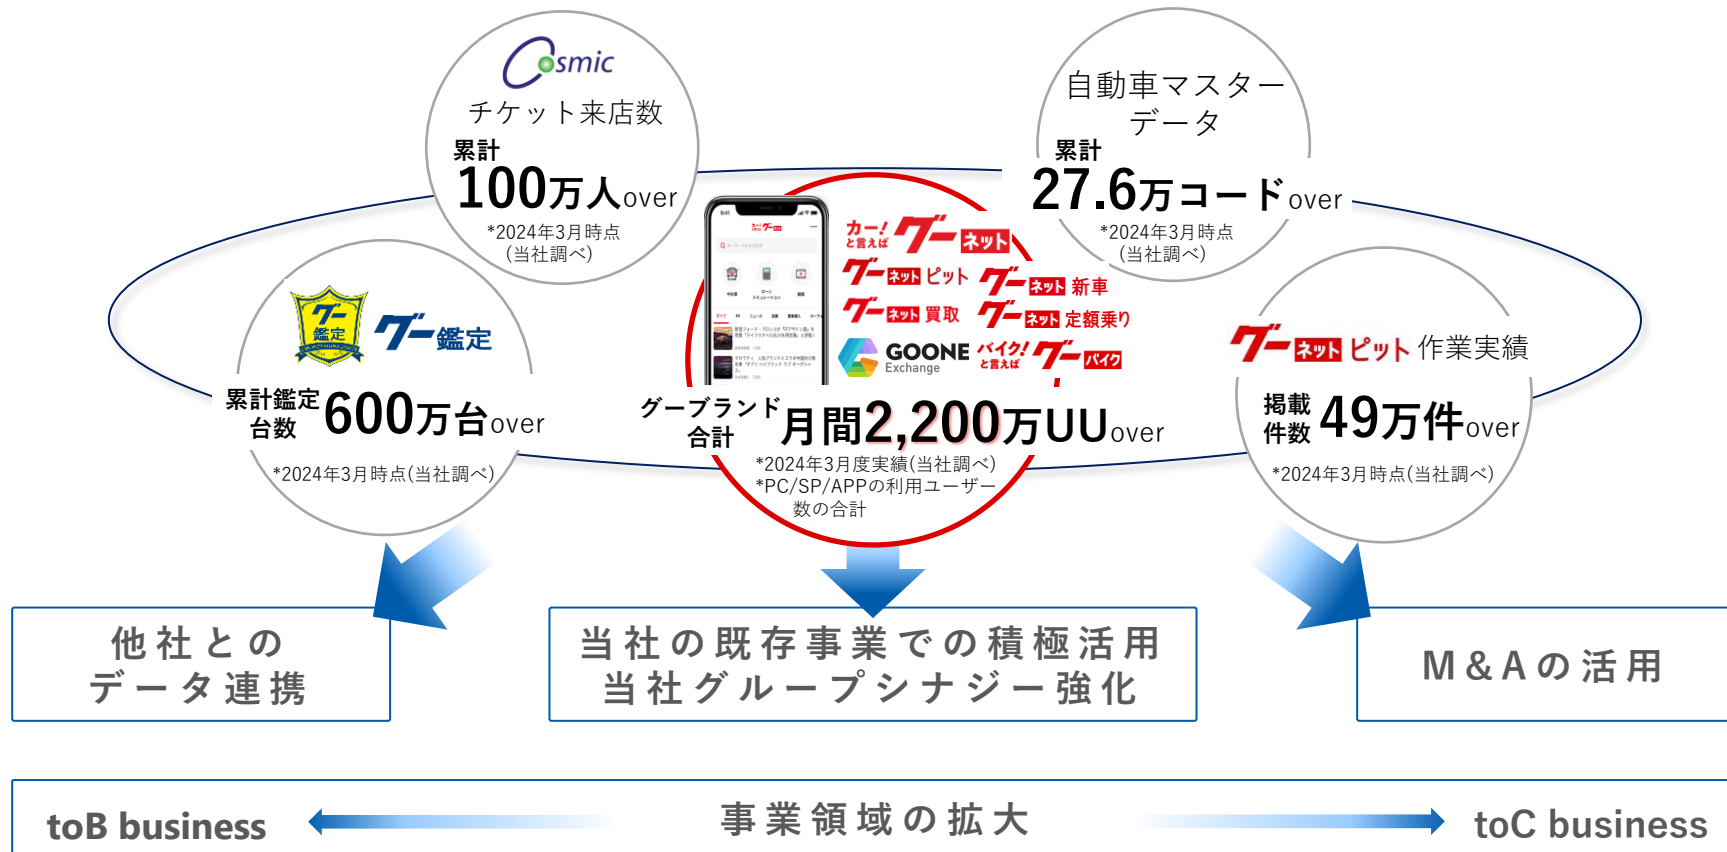 Cosmic
チケット来店数
累計
100万人over
*2024年3月時点
(当社調べ)
自動車マスター
データ
累計
27.6万コードover
*2024年3月時点
(当社調べ)
グー
鑑定
グー鑑定
累計鑑定
台数
600万台over
*2024年3月時点(当社調べ)
カー!
と言えば
グーネット
グーネットピット
グーネット新車
グーネット買取
グーネット定額乗り
GOONE
Exchange
バイク!
と言えば
グーバイク
グーブランド
合計
月間2,200万UUover
*2024年3月度実績(当社調べ)
*PC/SP/APPの利用ユーザー
数の合計
グーネットピット作業実績
掲載
件数
49万件over
*2024年3月時点(当社調べ)
他社との
データ連携
当社の既存事業での積極活用
当社グループシナジー強化
M&Aの活用
toB business
事業領域の拡大
toC business